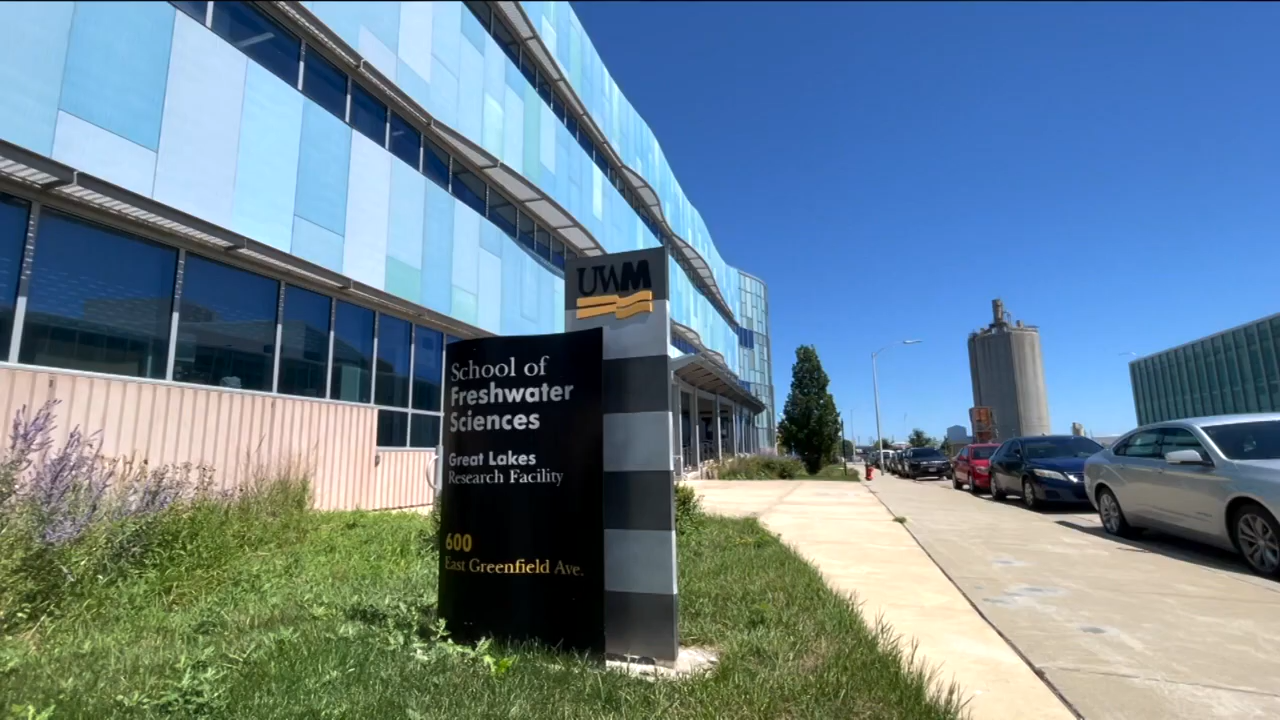 UWM
School of
Freshwater
Sciences
Great Lakes
Research Facility
600
East Greenfield Ave.